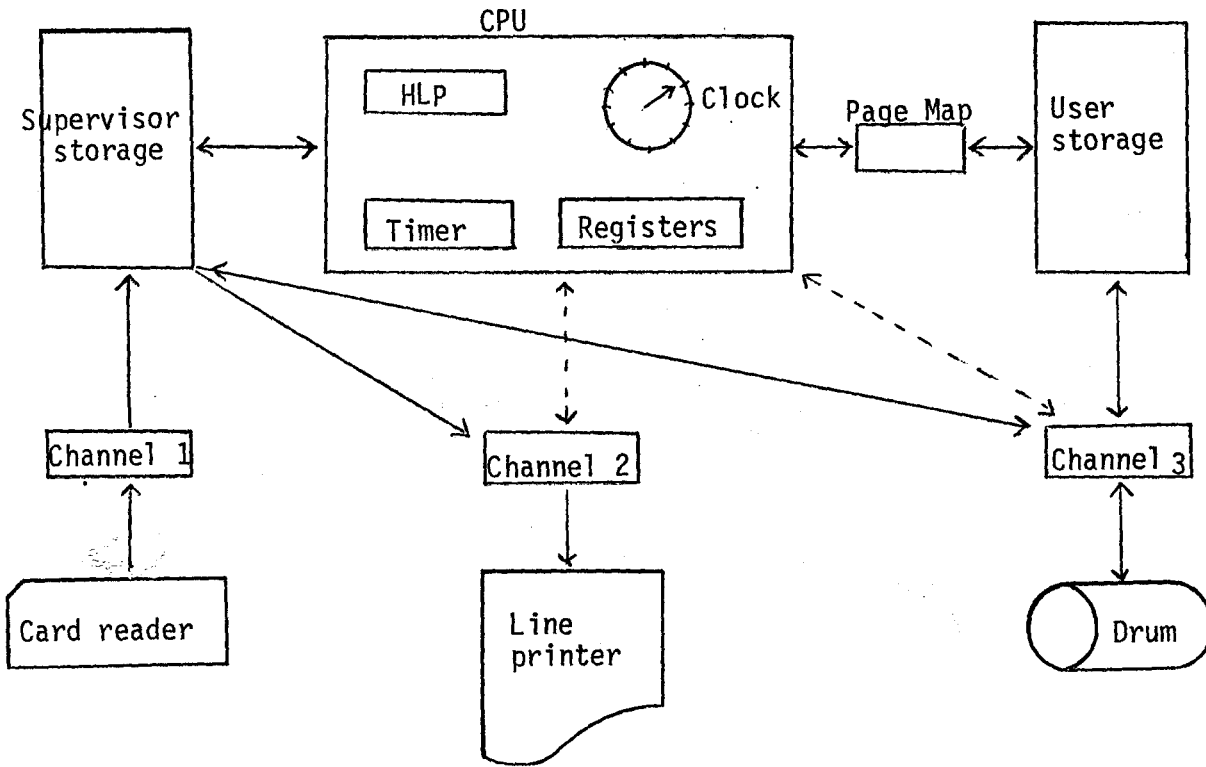 CPU
HLP
Clock
Supervisor
storage
Page Map
User
storage
Timer
Registers
Channel 1
Channel 2
Channel 3
Card reader
Line
printer
Drum